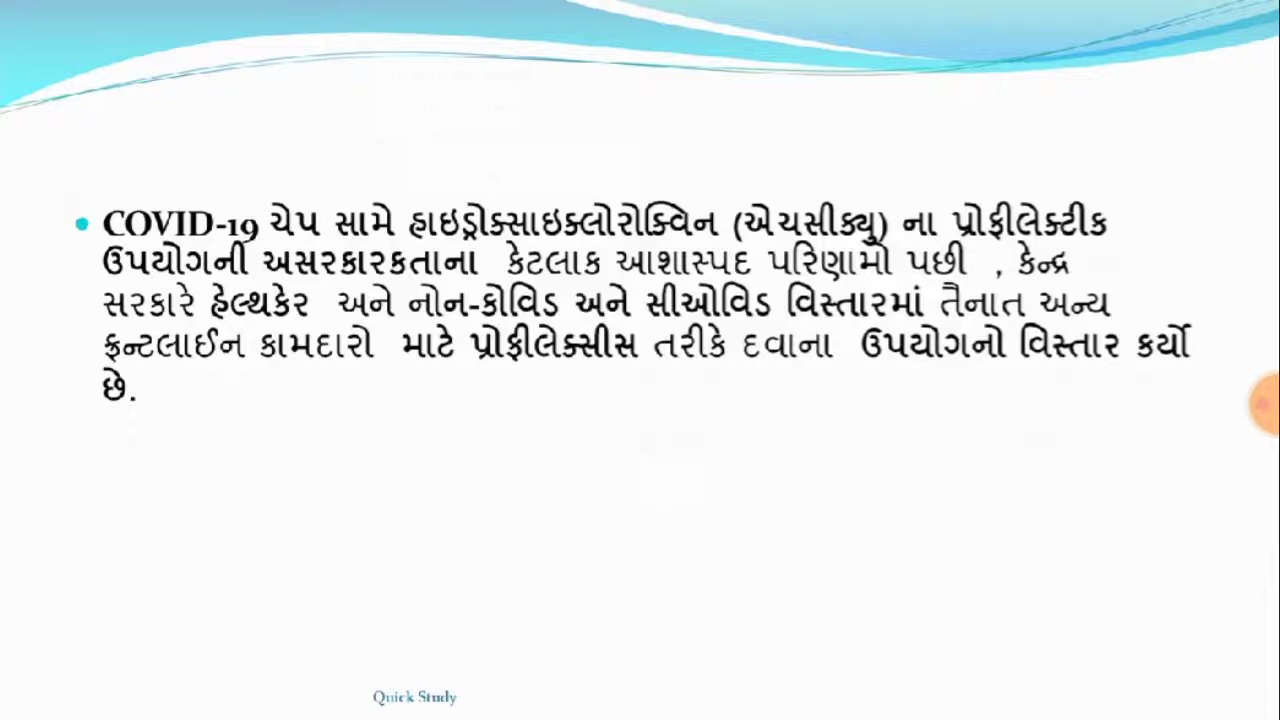 COVID-19 ચેપ સામે હાઇડ્રોક્સાઇક્લોરોક્વિન (એચસીક્યુ) ના પ્રોફીલેક્ટીક
ઉપયોગની અસરકારકતાના કેટલાક આશાસ્પદ પરિણામો પછી , કેન્દ્ર
સરકારે હેલ્થકેર અને નોન-કોવિડ અને સીઓવિડ વિસ્તારમાં તૈનાત અન્ય
ફ્રન્ટલાઈન કામદારો માટે પ્રોફીલેક્સીસ તરીકે દવાના ઉપયોગનો વિસ્તાર કર્યો
છે.
Quick Study